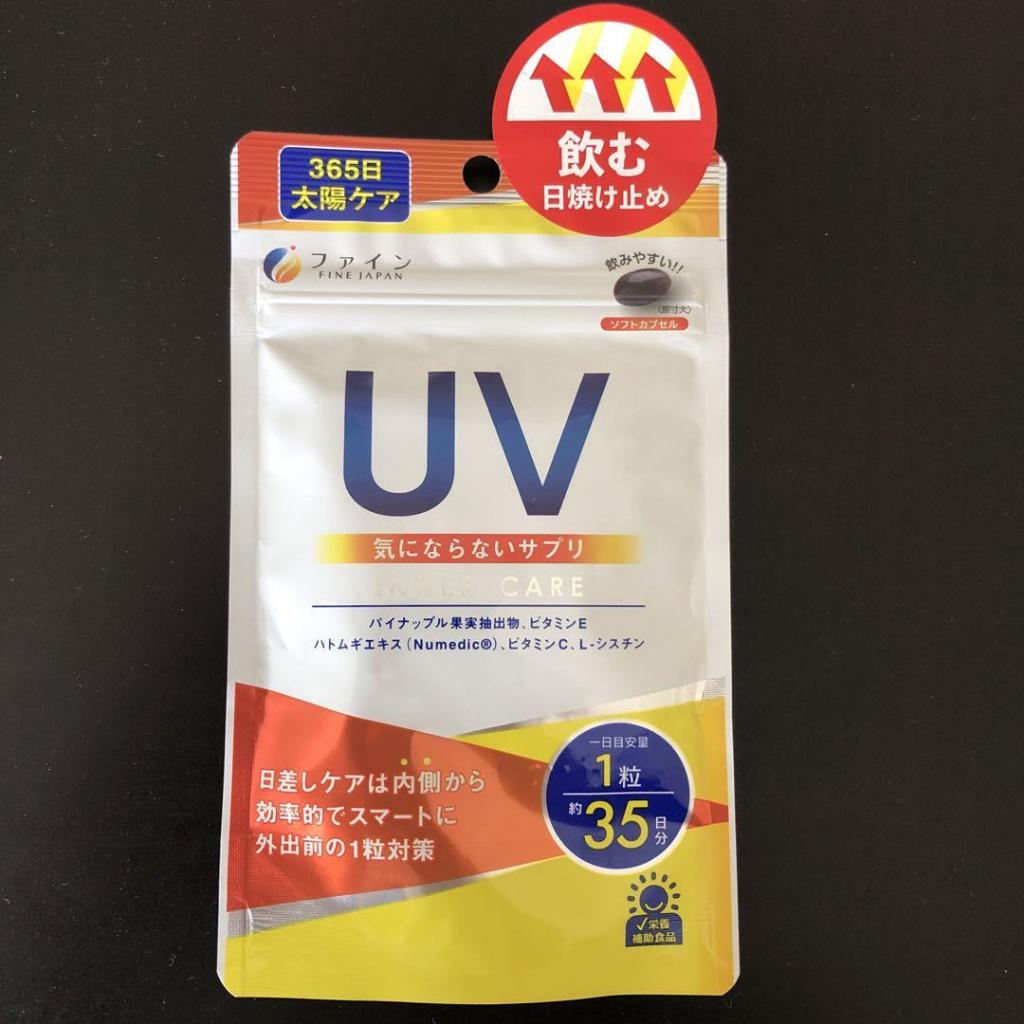 飲む
日焼け止め
365日
太陽ケア
ファイン
FINE JAPAN
飲みやすい!!
(原寸大)
ソフトカプセル
UV
気にならないサプリ
INNER CARE
パイナップル果実抽出物、ビタミンE
ハトムギエキス(Numedic®)、ビタミンC、L-シスチン
日差しケアは内側から
効率的でスマートに
外出前の1粒対策
一日目安量
1粒
約35日分
✓栄養
補助食品